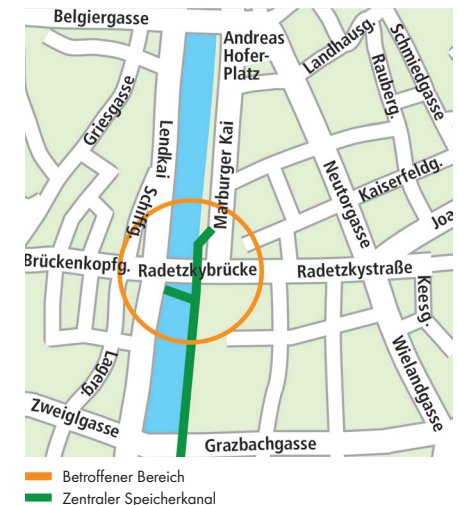 Belgiergasse
Andreas
Hofer-
Platz
Landhausg.
Schmiedgasse
Rauberg.
Griesgasse
Lendkai
Marburger Kai
Neutorgasse
Kaiserfeldg.
Schiffg.
Joa
Brückenkopfg.
Radetzkybrücke
Radetzkystraße
Keesg.
Lagerg.
Wielandgasse
Zweiglgasse
Grazbachgasse
Betroffener Bereich
Zentraler Speicherkanal